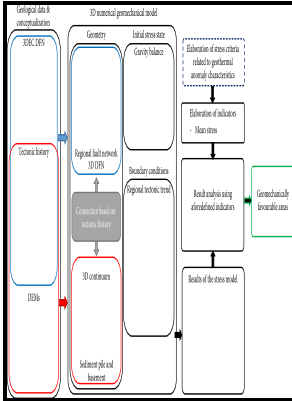 Geological data &
conceptualization
3DEC DFN
Tectonic history
DEMs
3D numerical geomechanical model
Geometry
Regional fault network
3D DFN
Connection based on
tectonic history
3D continuum
Sediment pile and
basement
Initial stress state
Gravity balance
Boundary conditions
Regional tectonic trend
Elaboration of stress criteria
related to geothermal
anomaly characteristics
Elaboration of indicators
- Mean stress
Result analysis using
aforedefined indicators
Results of the stress model
Geomechanically
favourable areas